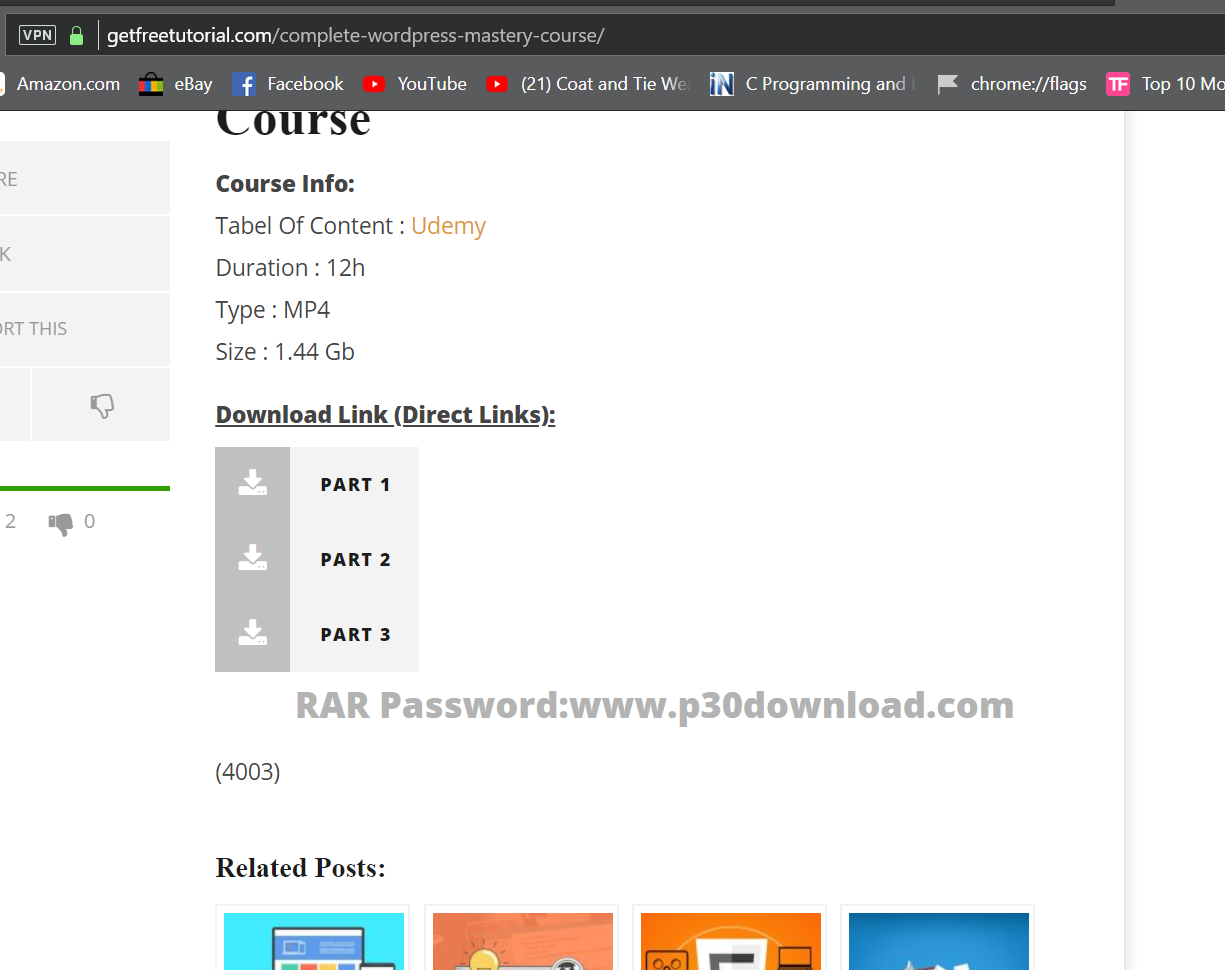 VPN getfreetutorial.com/complete-wordpress-mastery-course/
Amazon.com eBay Facebook YouTube (21) Coat and Tie We C Programming and chrome://flags TF Top 10 Mo
Course
RE
K
ORT THIS
2 0
Course Info:
Tabel Of Content : Udemy
Duration : 12h
Type : MP4
Size : 1.44 Gb
Download Link (Direct Links):
PART 1
PART 2
PART 3
RAR Password:www.p30download.com
(4003)
Related Posts: